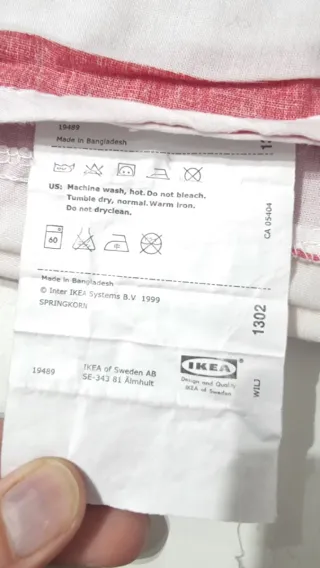 19489
Made in Bangladesh
US: Machine wash, hot. Do not bleach.
Tumble dry, normal. Warm iron.
Do not dryclean.
60
Made in Bangladesh
© Inter IKEA Systems B.V 1999
SPRINGKORN
19489
IKEA of Sweden AB
SE-343 81 Älmhult
IKEA
Design and Quality
IKEA of Sweden
CA 05404
1302
WILJ